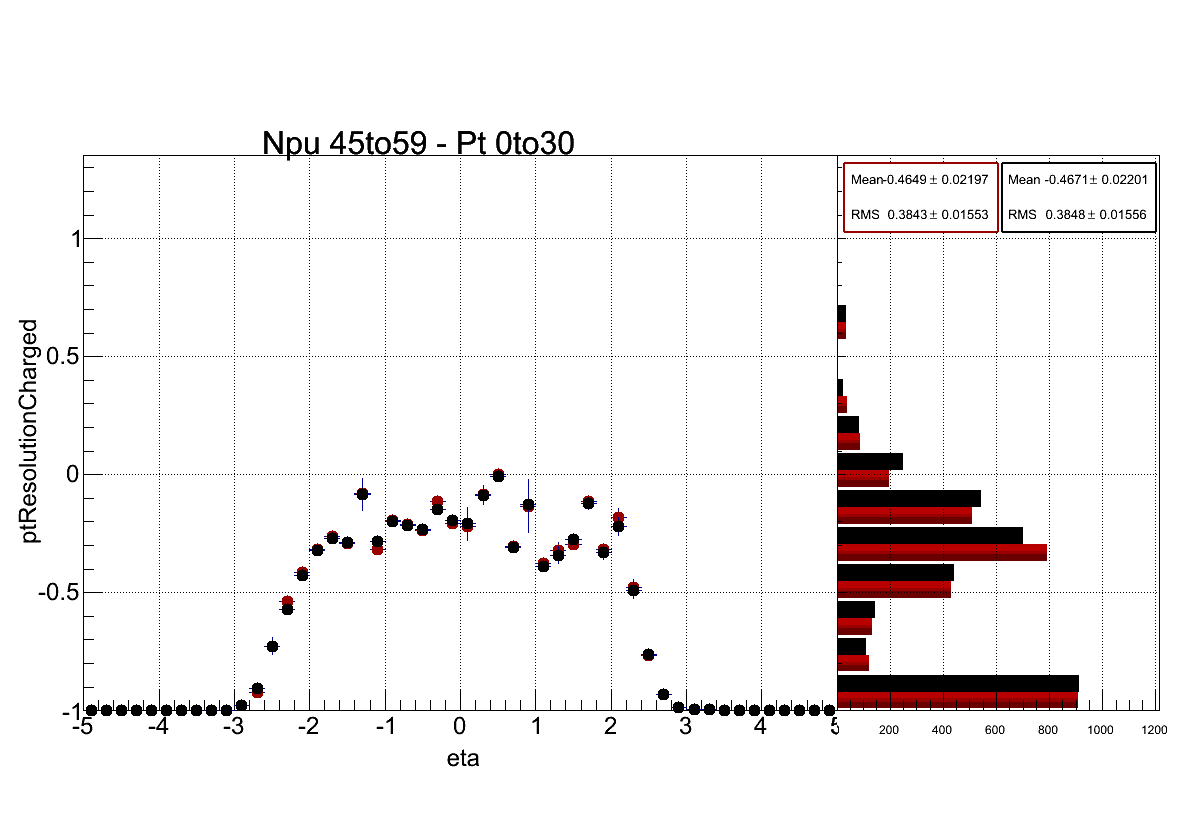 Npu 45to59 - Pt 0to30
Mean-0.4649 ± 0.02197
RMS 0.3843 ± 0.01553
Mean -0.4671 ± 0.02201
RMS 0.3848 ± 0.01556
ptResolutionCharged
1
0.5
0
-0.5
-1
-5 -4 -3 -2 -1 0 1 2 3 4 5
200 400 600 800 1000 1200
eta